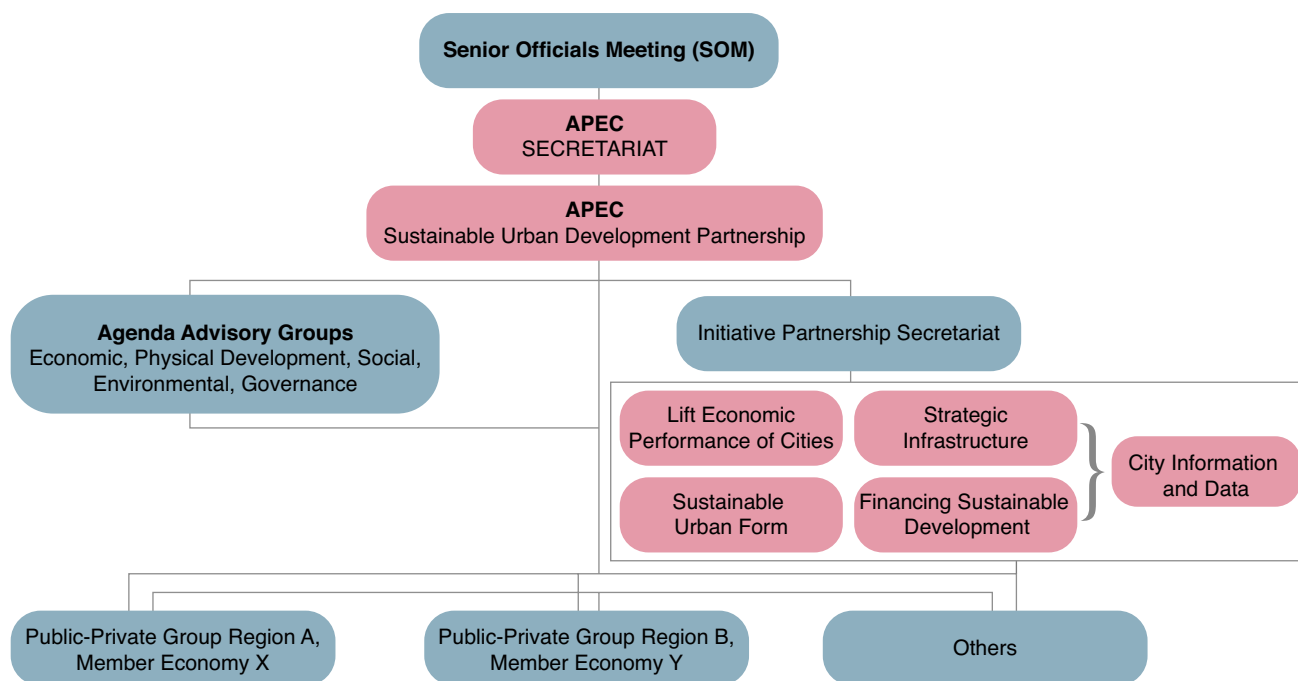 Senior Officials Meeting (SOM)
APEC
SECRETARIAT
APEC
Sustainable Urban Development Partnership
Agenda Advisory Groups
Economic, Physical Development, Social,
Environmental, Governance
Initiative Partnership Secretariat
Lift Economic
Performance of Cities
Strategic
Infrastructure
Sustainable
Urban Form
Financing Sustainable
Development
City Information
and Data
Public-Private Group Region A,
Member Economy X
Public-Private Group Region B,
Member Economy Y
Others